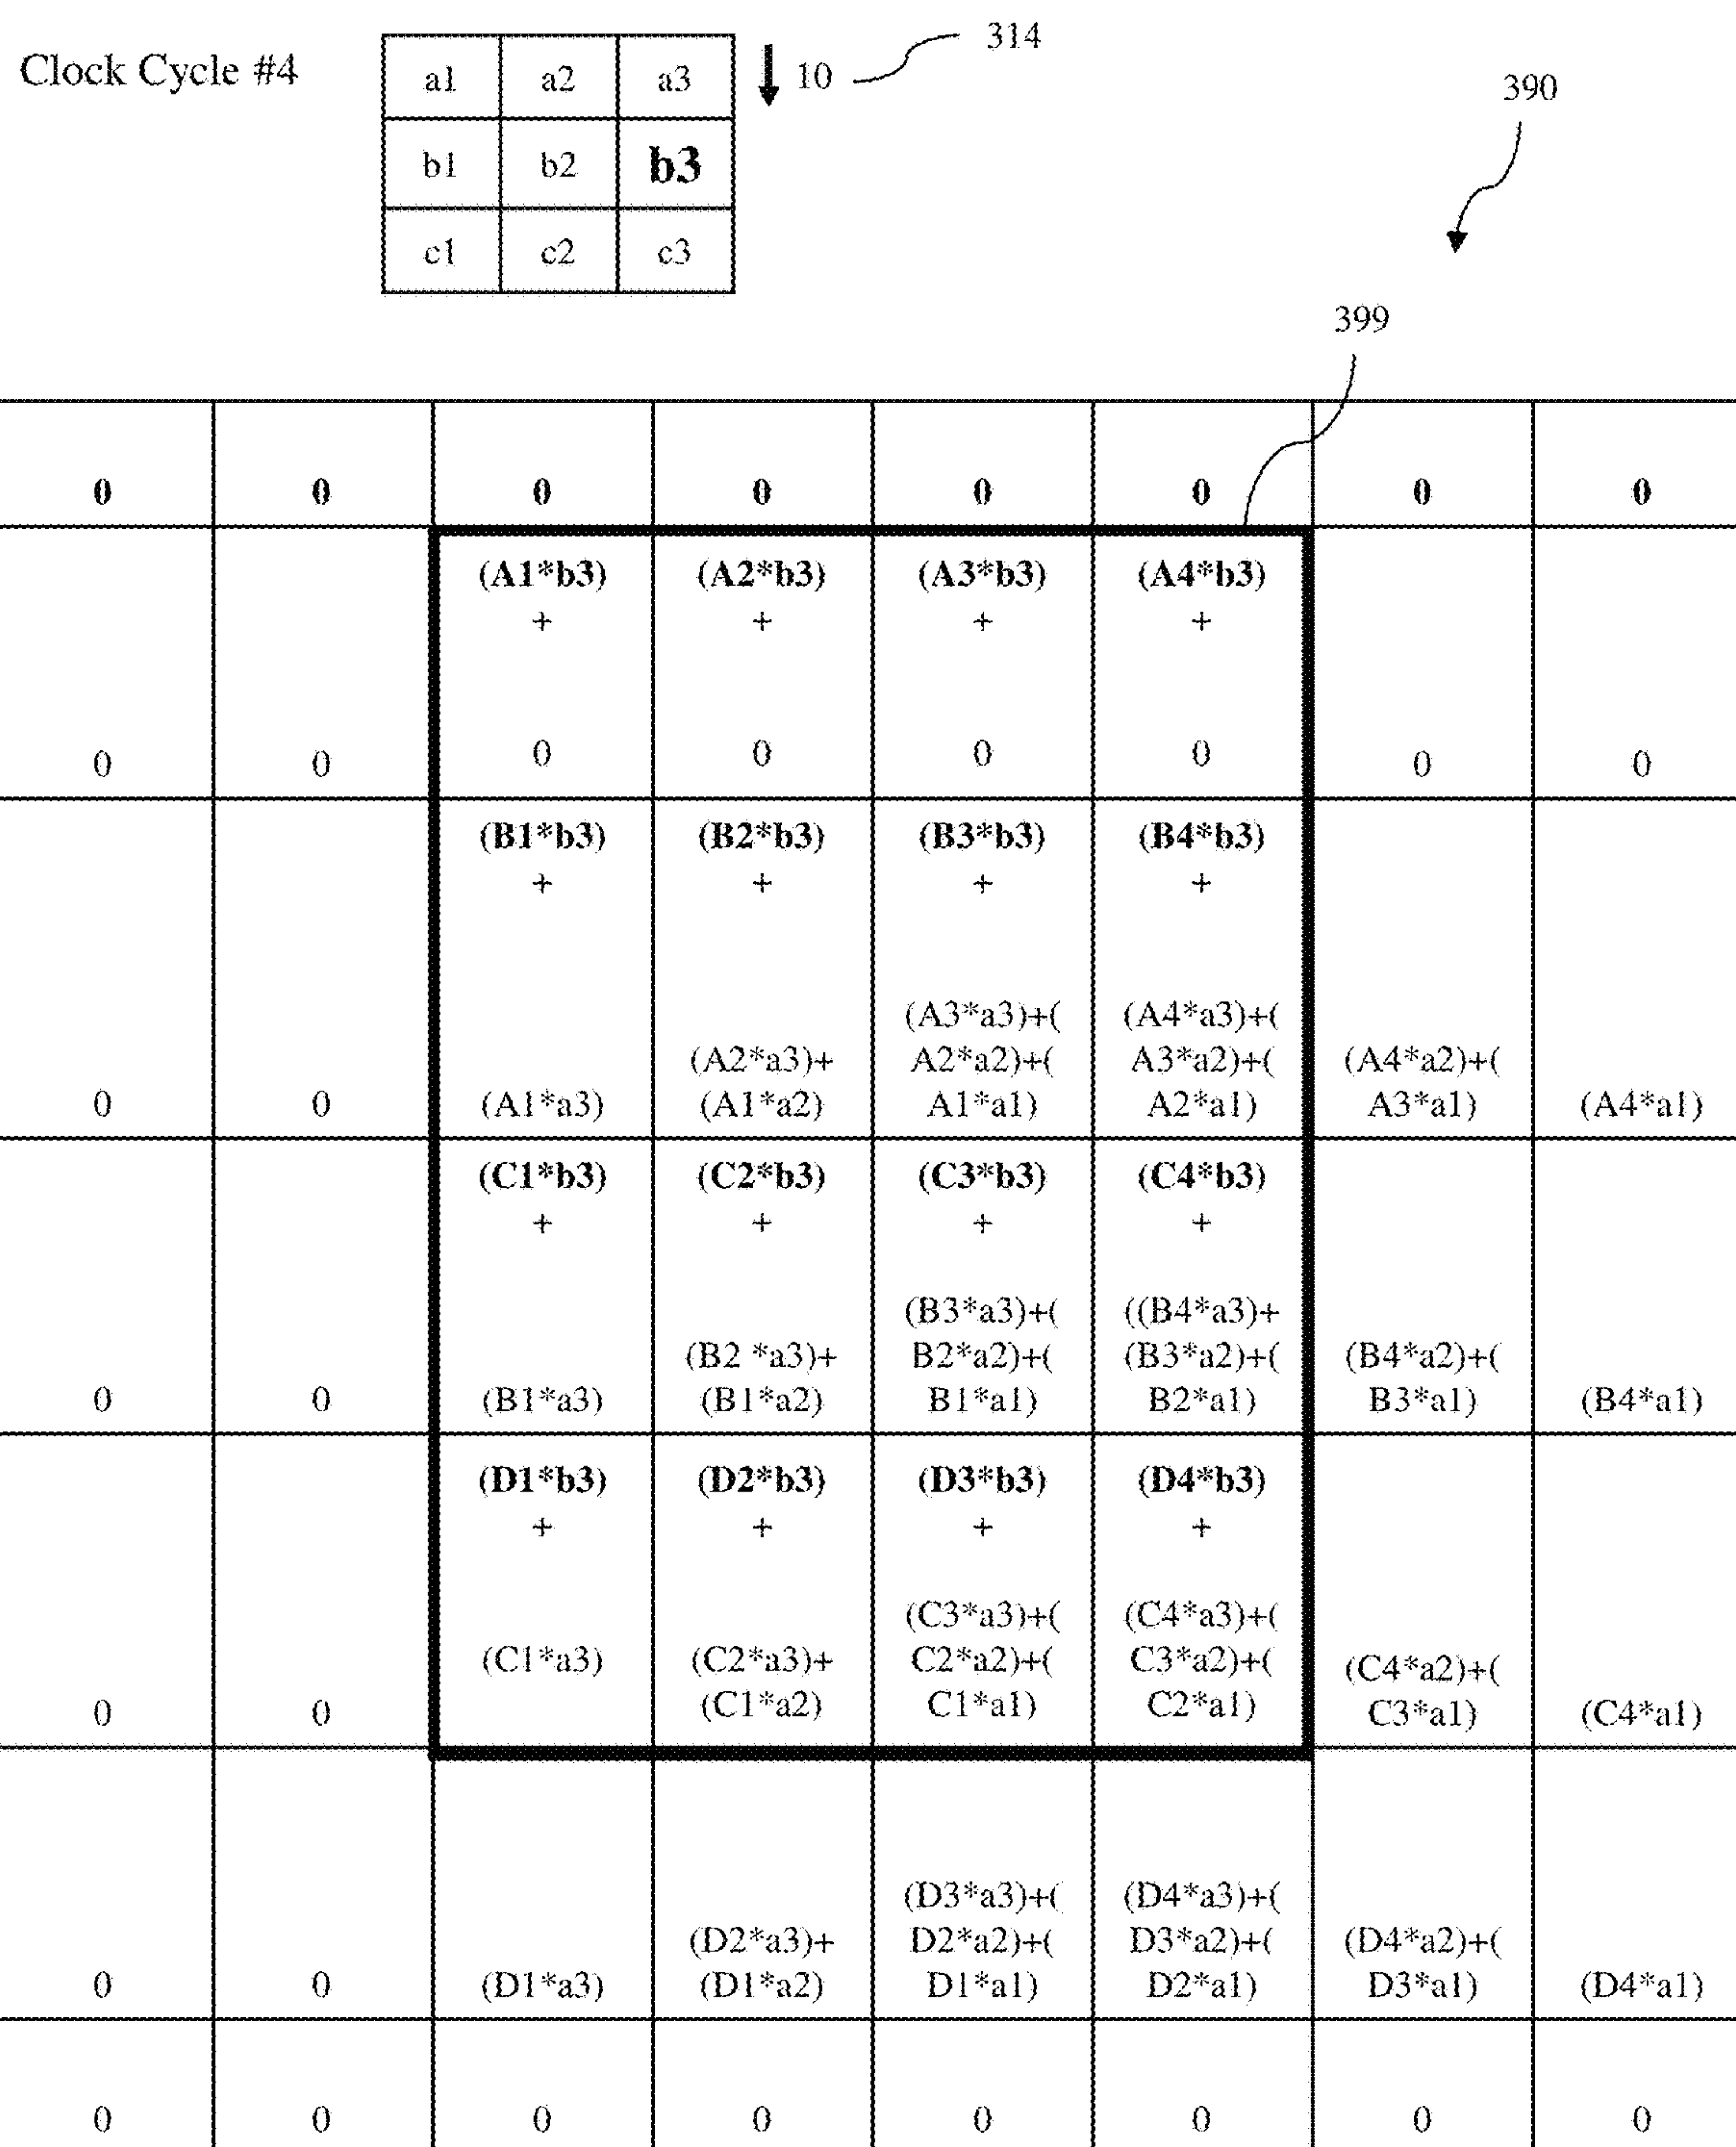 314
Clock Cycle #4
a1 a2 a3
10
390
b1 b2 b3
c1 c2 c3
399
0 0 0 0 0 0 0 0
(A1*b3) (A2*b3) (A3*b3) (A4*b3)
+ + + +
0 0 0 0 0 0 0 0
(B1*b3) (B2*b3) (B3*b3) (B4*b3)
+ + + +
(A3*a3)+( (A4*a3)+(
(A2*a3)+ A2*a2)+( A3*a2)+( (A4*a2)+(
0 0 (A1*a3) (A1*a2) A1*a1) A2*a1) A3*a1) (A4*a1)
(C1*b3) (C2*b3) (C3*b3) (C4*b3)
+ + + +
(B3*a3)+( ((B4*a3)+
(B2 *a3)+ B2*a2)+( (B3*a2)+( (B4*a2)+(
0 0 (B1*a3) (B1*a2) B1*a1) B2*a1) B3*a1) (B4*a1)
(D1*b3) (D2*b3) (D3*b3) (D4*b3)
+ + + +
(C3*a3)+( (C4*a3)+(
(C1*a3) (C2*a3)+ C2*a2)+( C3*a2)+( (C4*a2)+(
0 0 (C1*a2) C1*a1) C2*a1) C3*a1) (C4*a1)
(D3*a3)+( (D4*a3)+(
(D2*a3)+ D2*a2)+( D3*a2)+( (D4*a2)+(
0 0 (D1*a3) (D1*a2) D1*a1) D2*a1) D3*a1) (D4*a1)
0 0 0 0 0 0 0 0